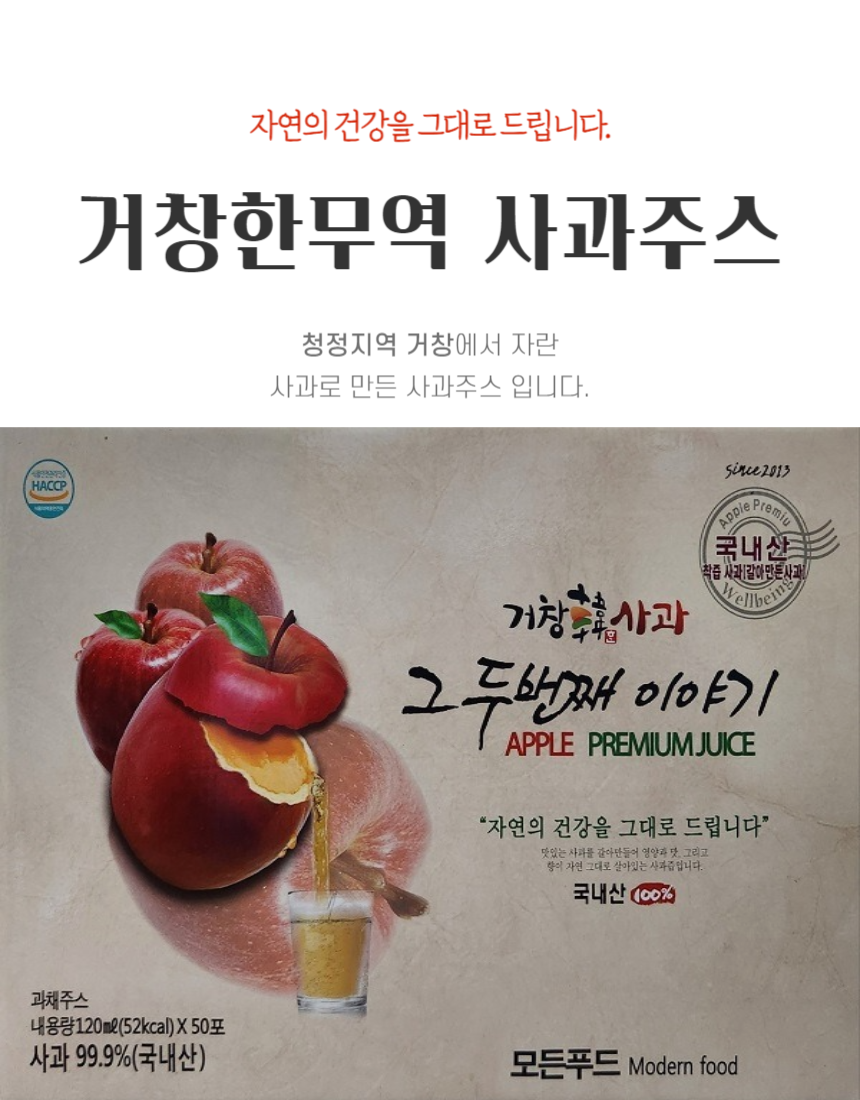 자연의 건강을 그대로 드립니다.
거창한무역 사과주스
청정지역 거창에서 자란
사과로 만든 사과주스 입니다.
since 2013
HACCP
Apple Premiu
국내산
착즙 사과[갈아만든사과]
Wellbeing
거창韓사과
그 두번째 이야기
APPLE PREMIUM JUICE
“자연의 건강을 그대로 드립니다”
맛있는 사과를 갈아만들어 영양과 맛, 그리고
향이 자연 그대로 살아있는 사과즙입니다.
국내산 100%
과채주스
내용량120㎖(52kcal) X 50포
사과 99.9%(국내산)
모든푸드 Modern food